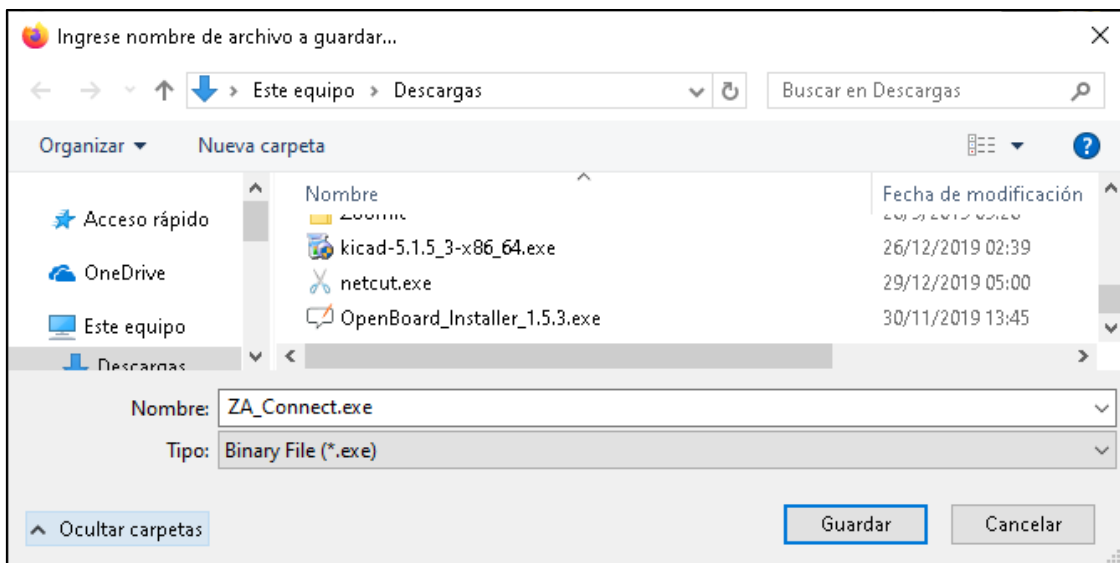 Ingrese nombre de archivo a guardar...
Este equipo > Descargas
Buscar en Descargas
Organizar
Nueva carpeta
Nombre
Fecha de modificación
Acceso rápido
OneDrive
Este equipo
Descargas
kicad-5.1.5_3-x86_64.exe 26/12/2019 02:39
netcut.exe 29/12/2019 05:00
OpenBoard_Installer_1.5.3.exe 30/11/2019 13:45
Nombre: ZA_Connect.exe
Tipo: Binary File (*.exe)
Ocultar carpetas
Guardar
Cancelar